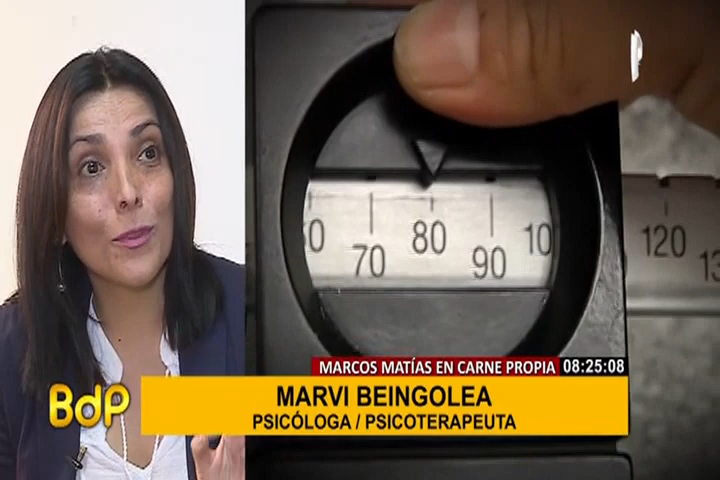 P
60 70 80 90 10 120 13
MARCOS MATÍAS EN CARNE PROPIA 08:25:08
BdP
MARVI BEINGOLEA
PSICÓLOGA / PSICOTERAPEUTA